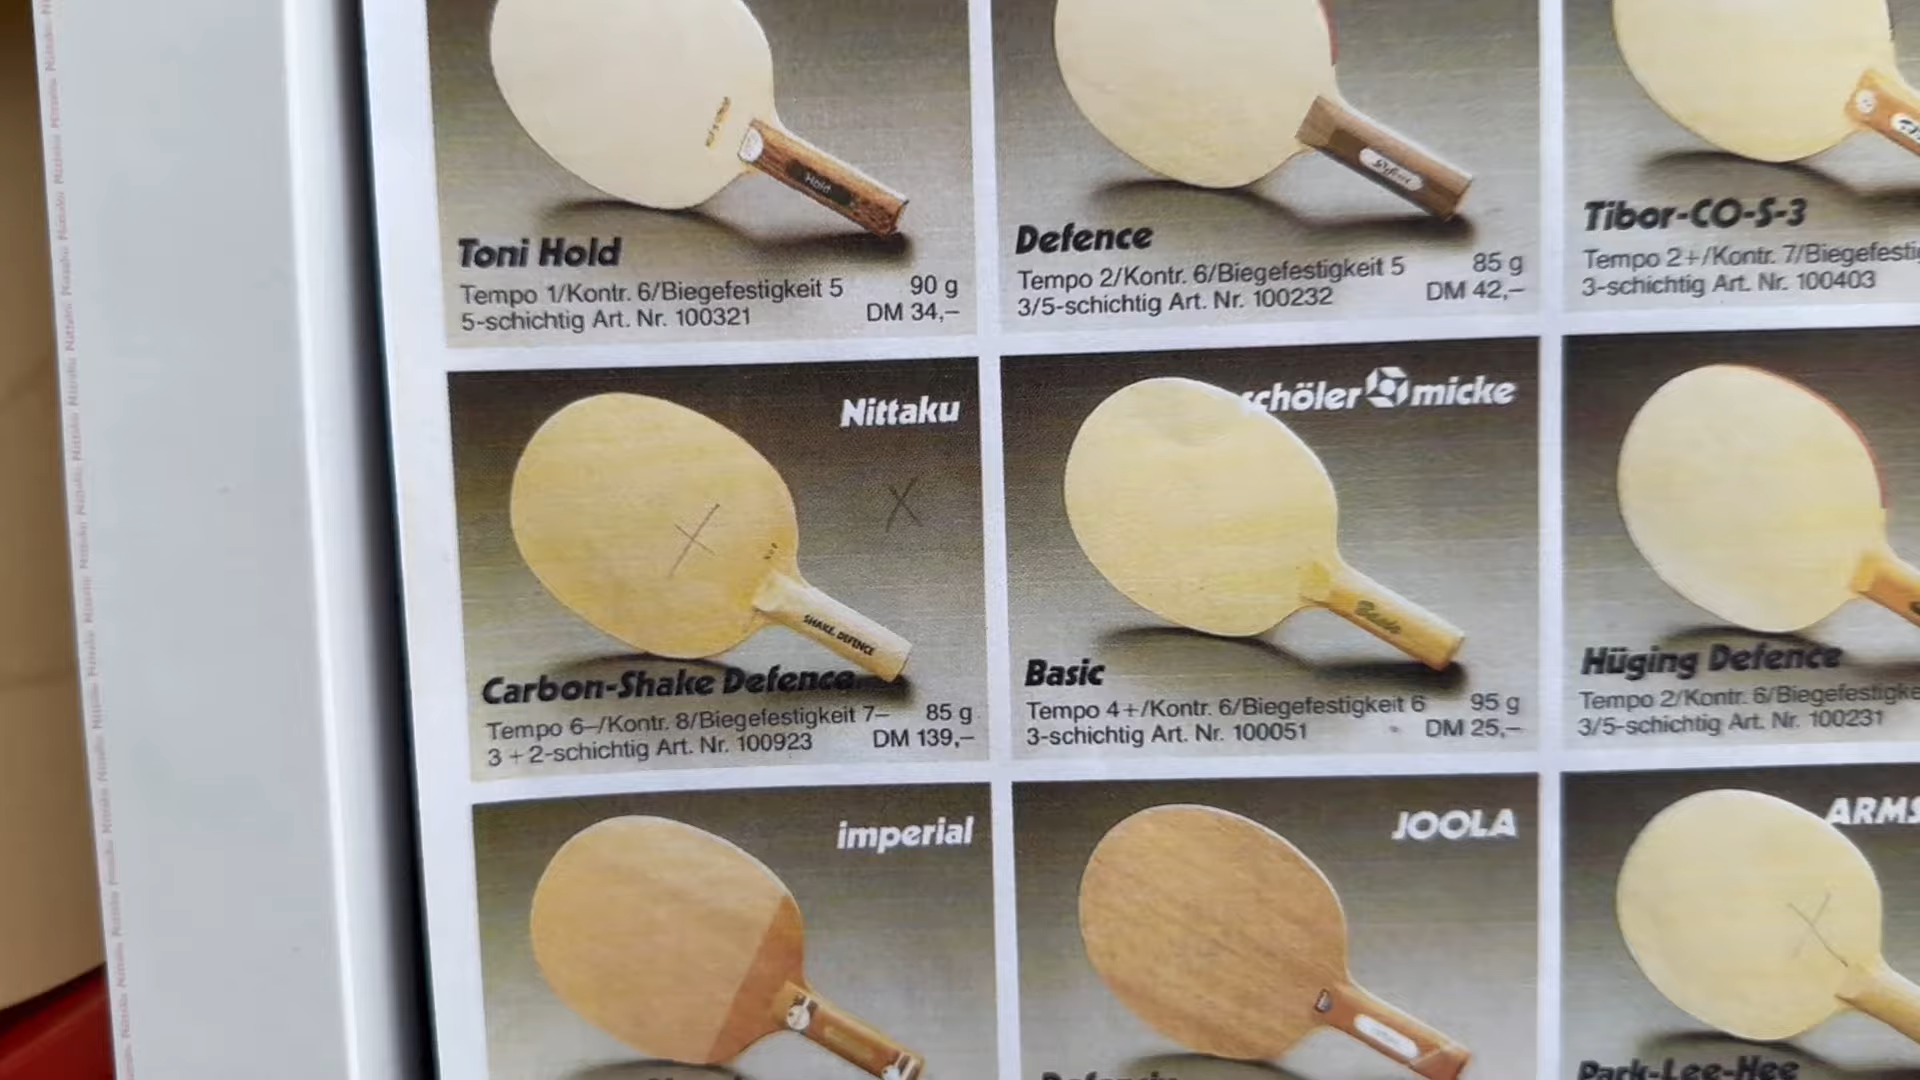 Hold
Toni Hold
Tempo 1/Kontr. 6/Biegefestigkeit 5 90 g
5-schichtig Art. Nr. 100321 DM 34,–
Defence
Defence
Tempo 2/Kontr. 6/Biegefestigkeit 5 85 g
3/5-schichtig Art. Nr. 100232 DM 42,–
Tibor-CO-S-3
Tempo 2+/Kontr. 7/Biegefesti
3-schichtig Art. Nr. 100403
Nittaku
X
X
SHAKE DEFENCE
Carbon-Shake Defence
Tempo 6–/Kontr. 8/Biegefestigkeit 7– 85 g
3 + 2-schichtig Art. Nr. 100923 DM 139,–
schöler micke
Basic
Basic
Tempo 4+/Kontr. 6/Biegefestigkeit 6 95 g
3-schichtig Art. Nr. 100051 DM 25,–
Hüging Defence
Tempo 2/Kontr. 6/Biegefestigke
3/5-schichtig Art. Nr. 100231
imperial
JOOLA
ARMS
X
Park-Lee-Hee